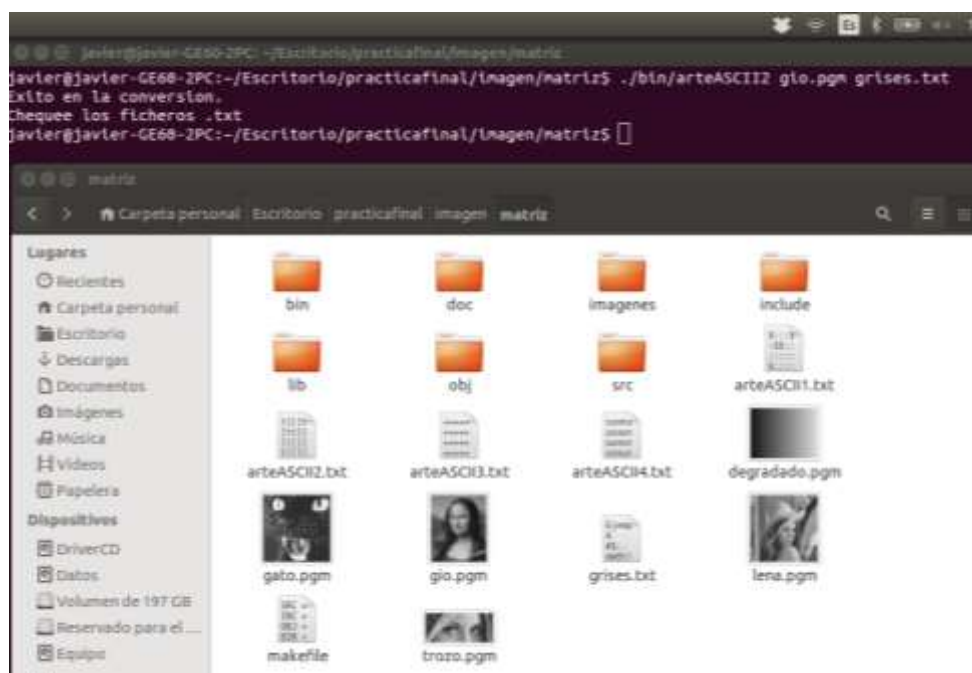 Es
javier@javier-GE60-2PC: ~/Escritorio/practicafinal/imagen/matriz
javier@javier-GE60-2PC:~/Escritorio/practicafinal/imagen/matriz$ ./bin/arteASCII2 gio.pgm grises.txt
Exito en la conversion.
Chequee los ficheros .txt
javier@javier-GE60-2PC:~/Escritorio/practicafinal/imagen/matriz$
matriz
Carpeta personal Escritorio practicafinal imagen matriz
Lugares
Recientes
Carpeta personal
Escritorio
Descargas
Documentos
Imágenes
Música
Vídeos
Papelera
Dispositivos
DriverCD
Datos
Volumen de 197 GB
Reservado para el ...
Equipo
bin doc imagenes include
lib obj src arteASCII1.txt
arteASCII2.txt arteASCII3.txt arteASCII4.txt degradado.pgm
gato.pgm gio.pgm grises.txt lena.pgm
makefile trozo.pgm